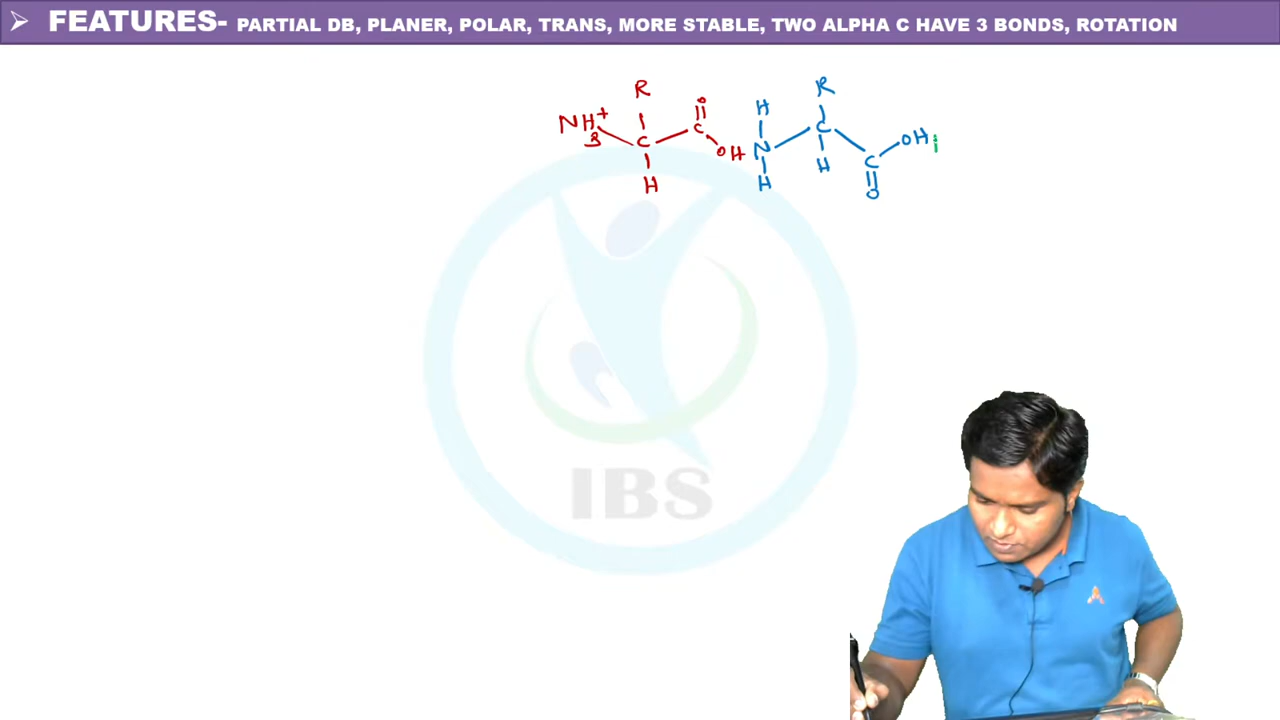 FEATURES- PARTIAL DB, PLANER, POLAR, TRANS, MORE STABLE, TWO ALPHA C HAVE 3 BONDS, ROTATION
R
NH3+ C C O
OH
H
H R
N C C OH
H H O
IBS
A